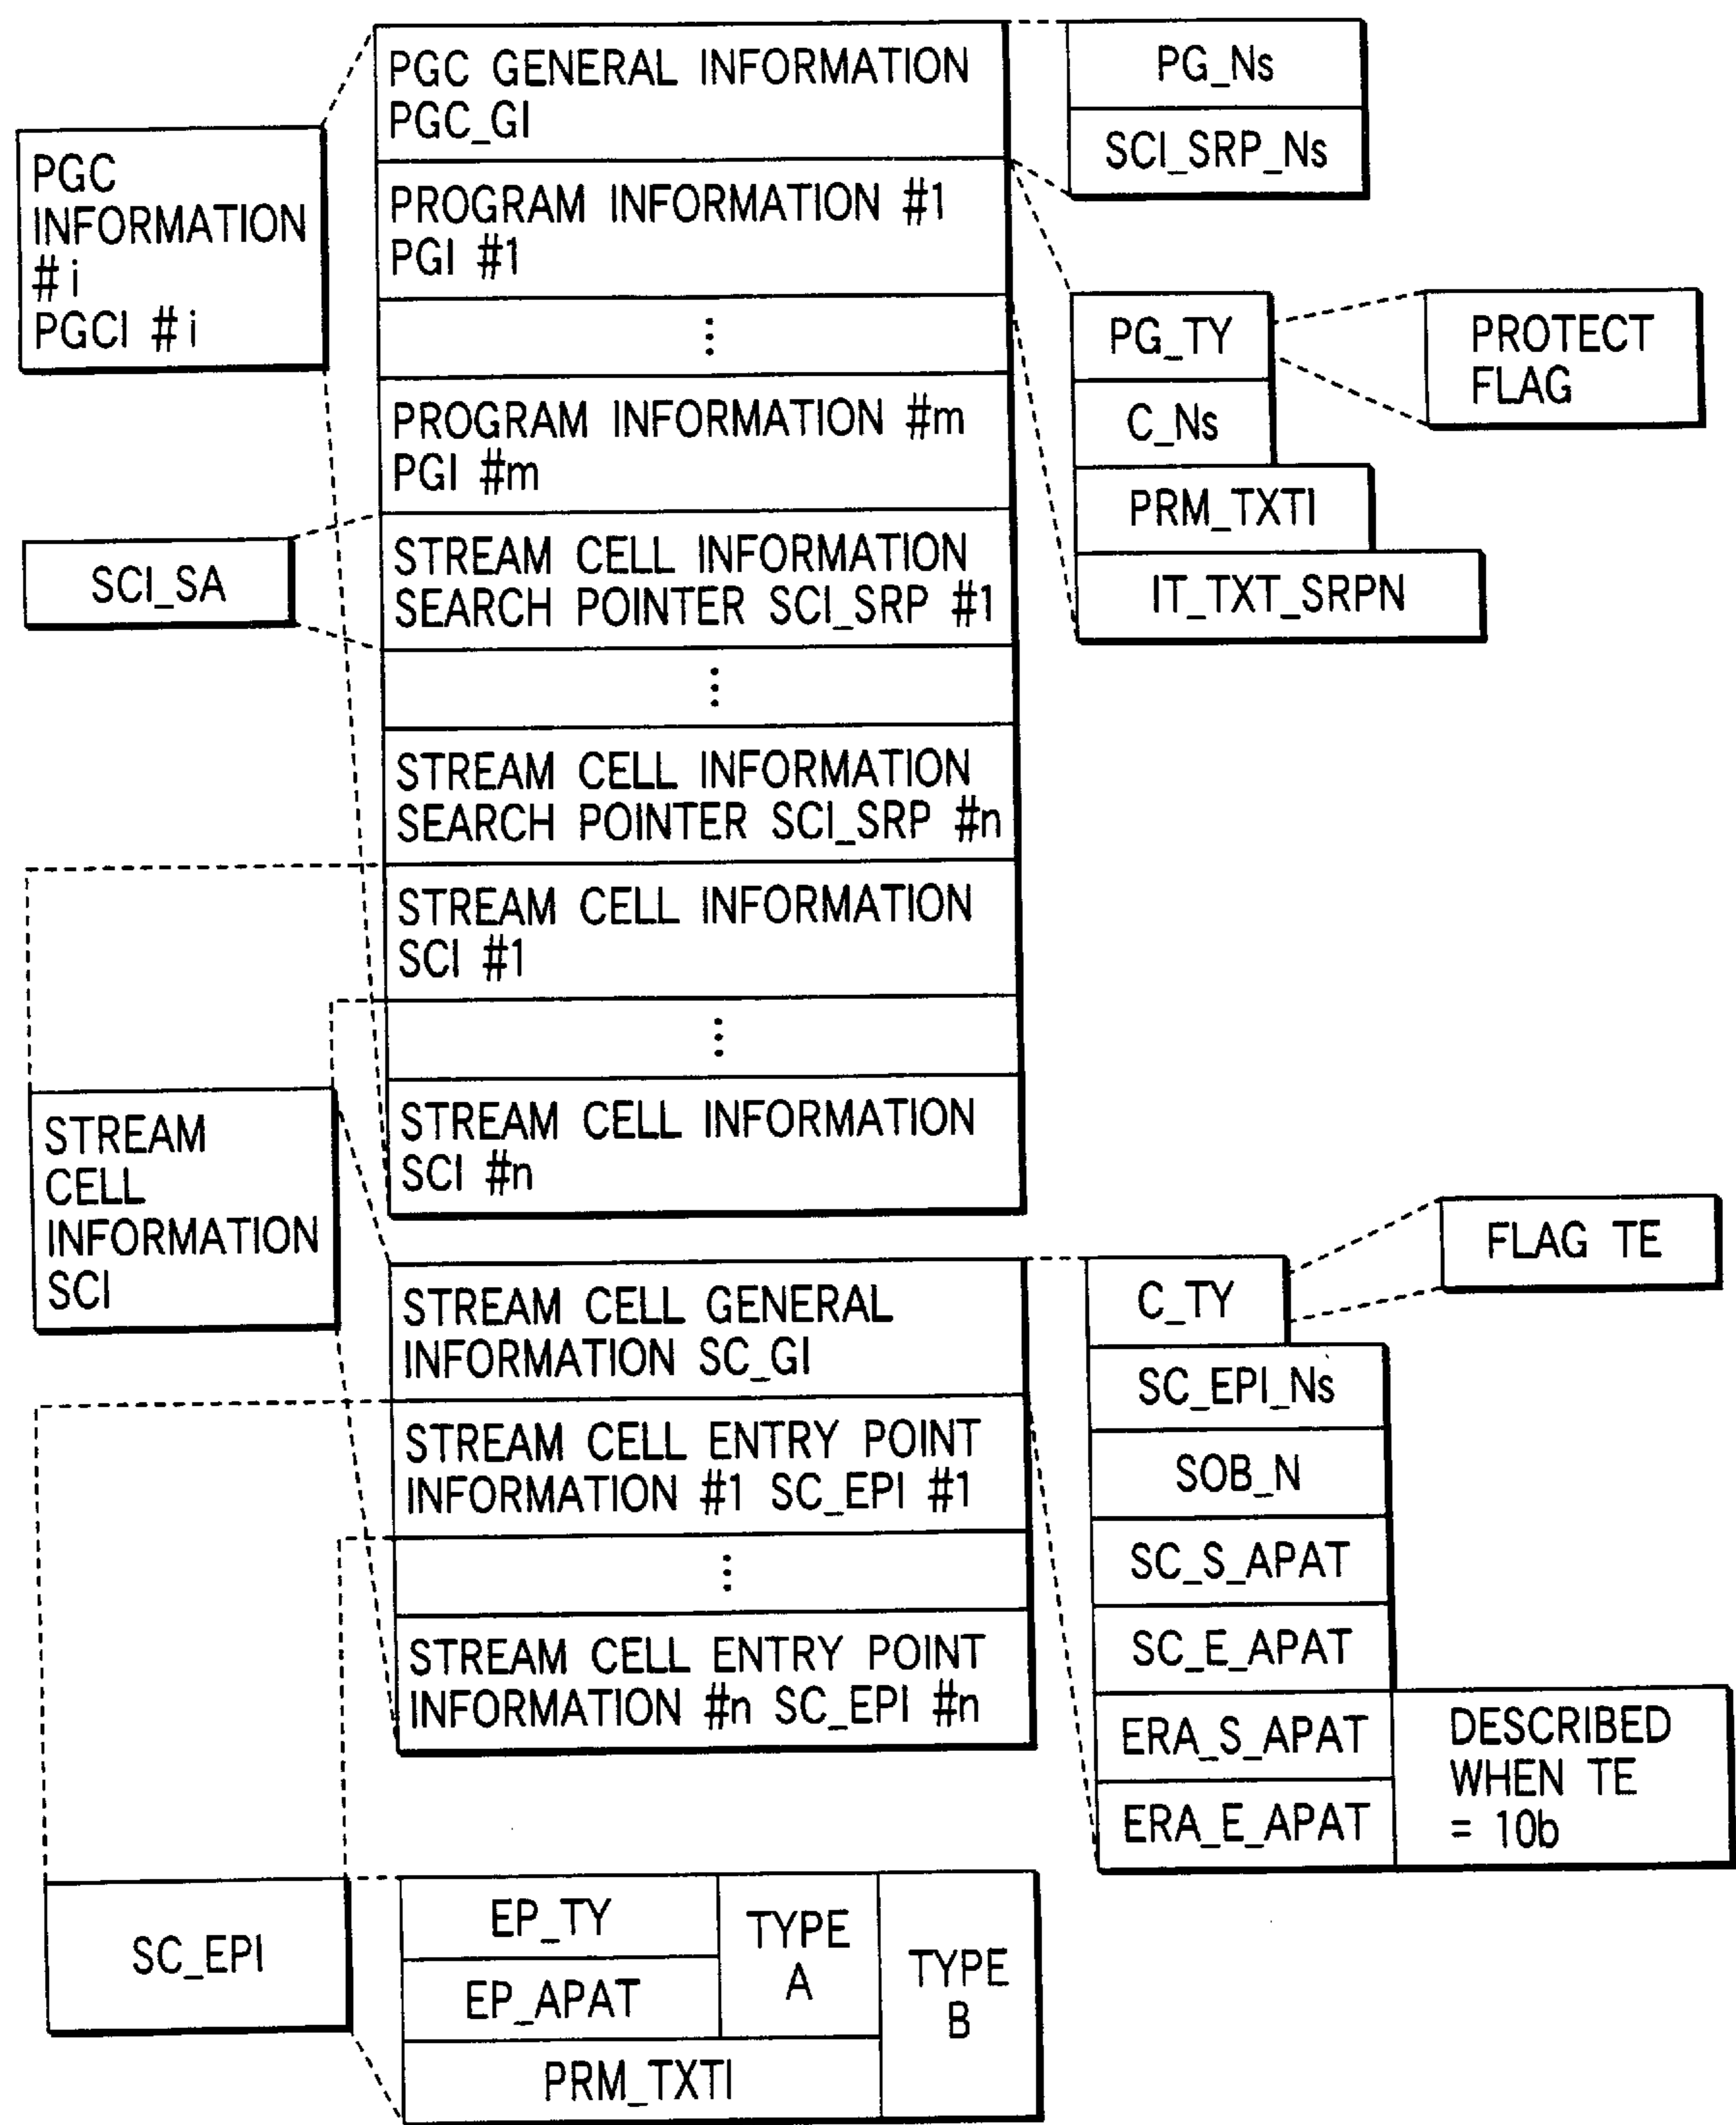 PGC
INFORMATION
#i
PGCI #i
PGC GENERAL INFORMATION
PGC_GI
PROGRAM INFORMATION #1
PGI #1
⋮
PROGRAM INFORMATION #m
PGI #m
STREAM CELL INFORMATION
SEARCH POINTER SCI_SRP #1
⋮
STREAM CELL INFORMATION
SEARCH POINTER SCI_SRP #n
STREAM CELL INFORMATION
SCI #1
⋮
STREAM CELL INFORMATION
SCI #n
PG_Ns
SCI_SRP_Ns
PG_TY
C_Ns
PRM_TXTI
IT_TXT_SRPN
PROTECT
FLAG
SCI_SA
STREAM
CELL
INFORMATION
SCI
STREAM CELL GENERAL
INFORMATION SC_GI
STREAM CELL ENTRY POINT
INFORMATION #1 SC_EPI #1
⋮
STREAM CELL ENTRY POINT
INFORMATION #n SC_EPI #n
C_TY
SC_EPI_Ns
SOB_N
SC_S_APAT
SC_E_APAT
ERA_S_APAT
ERA_E_APAT
FLAG TE
DESCRIBED
WHEN TE
= 10b
SC_EPI
EP_TY
EP_APAT
PRM_TXTI
TYPE
A
TYPE
B